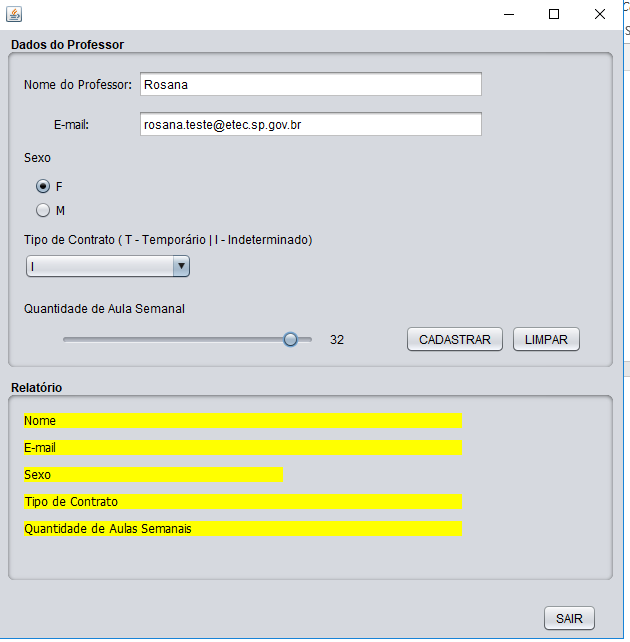 Dados do Professor
Nome do Professor: Rosana
E-mail: rosana.teste@etec.sp.gov.br
Sexo
F
M
Tipo de Contrato ( T - Temporário | I - Indeterminado)
I
Quantidade de Aula Semanal
32 CADASTRAR LIMPAR
Relatório
Nome
E-mail
Sexo
Tipo de Contrato
Quantidade de Aulas Semanais
SAIR